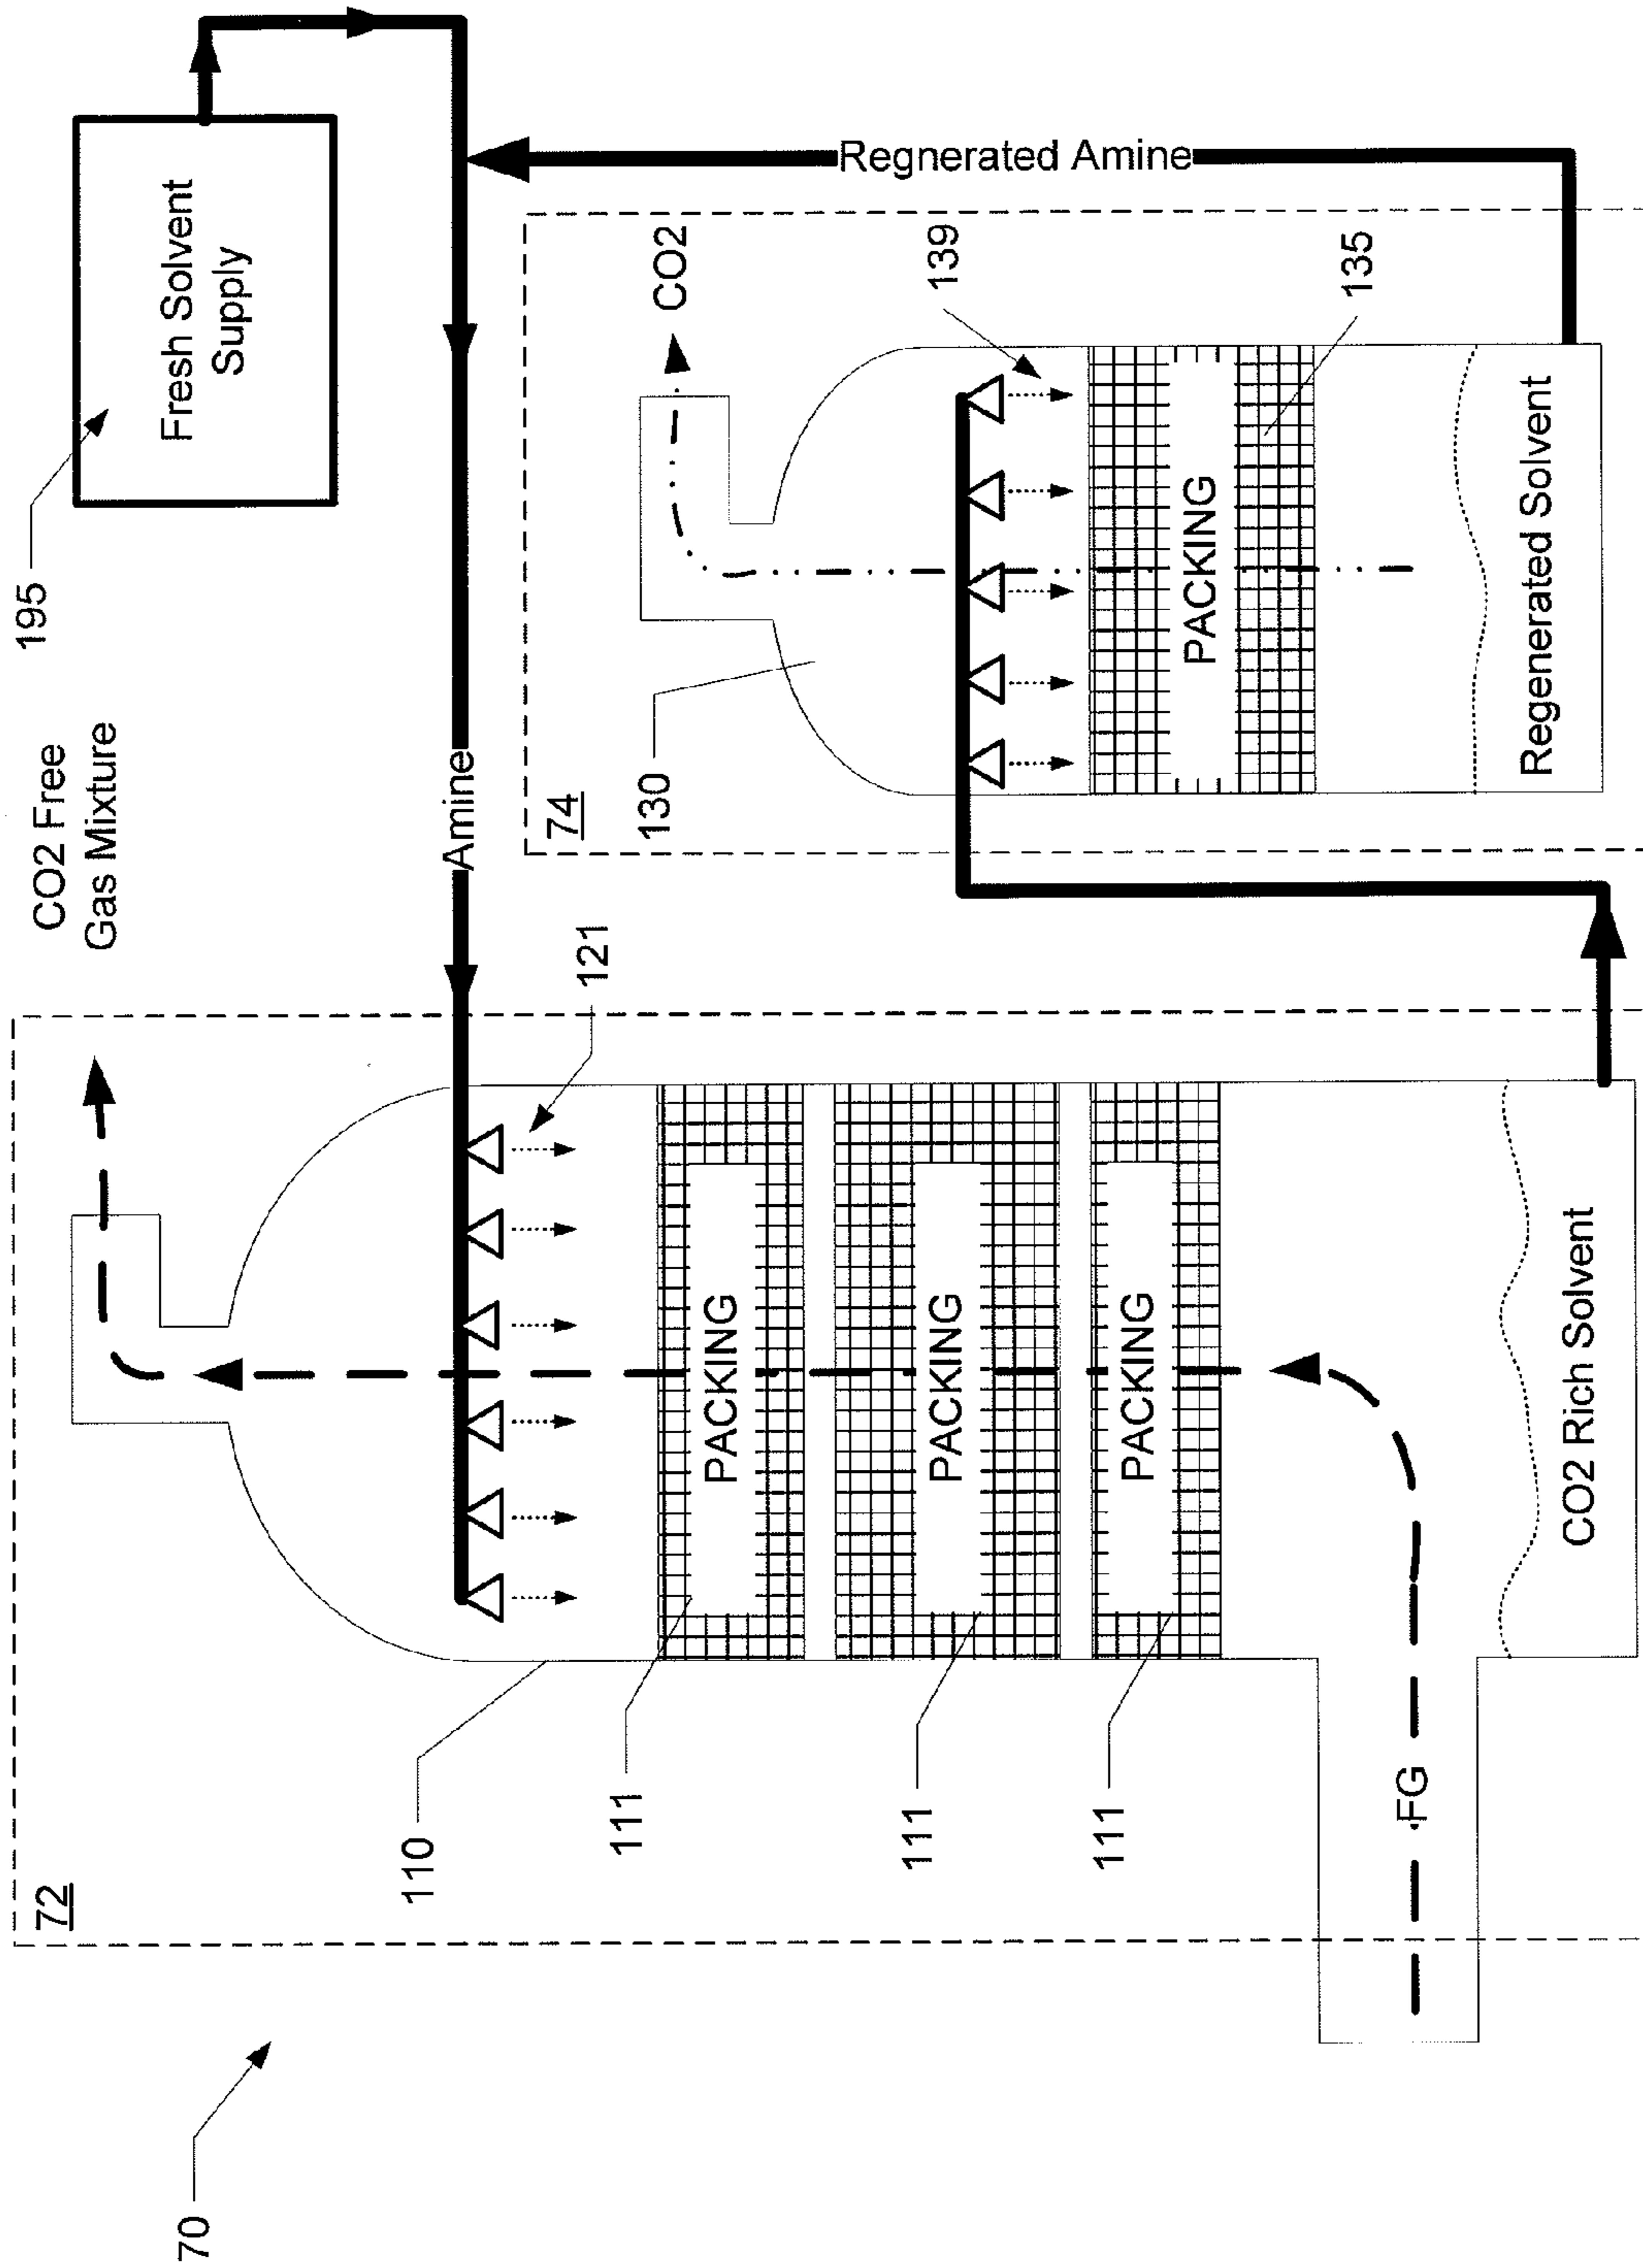 70
72
CO2 Free
Gas Mixture
195
Fresh Solvent
Supply
Amine
Regnerated Amine
110
121
111
PACKING
111
PACKING
111
PACKING
FG
CO2 Rich Solvent
74
130
CO2
139
PACKING
135
Regenerated Solvent